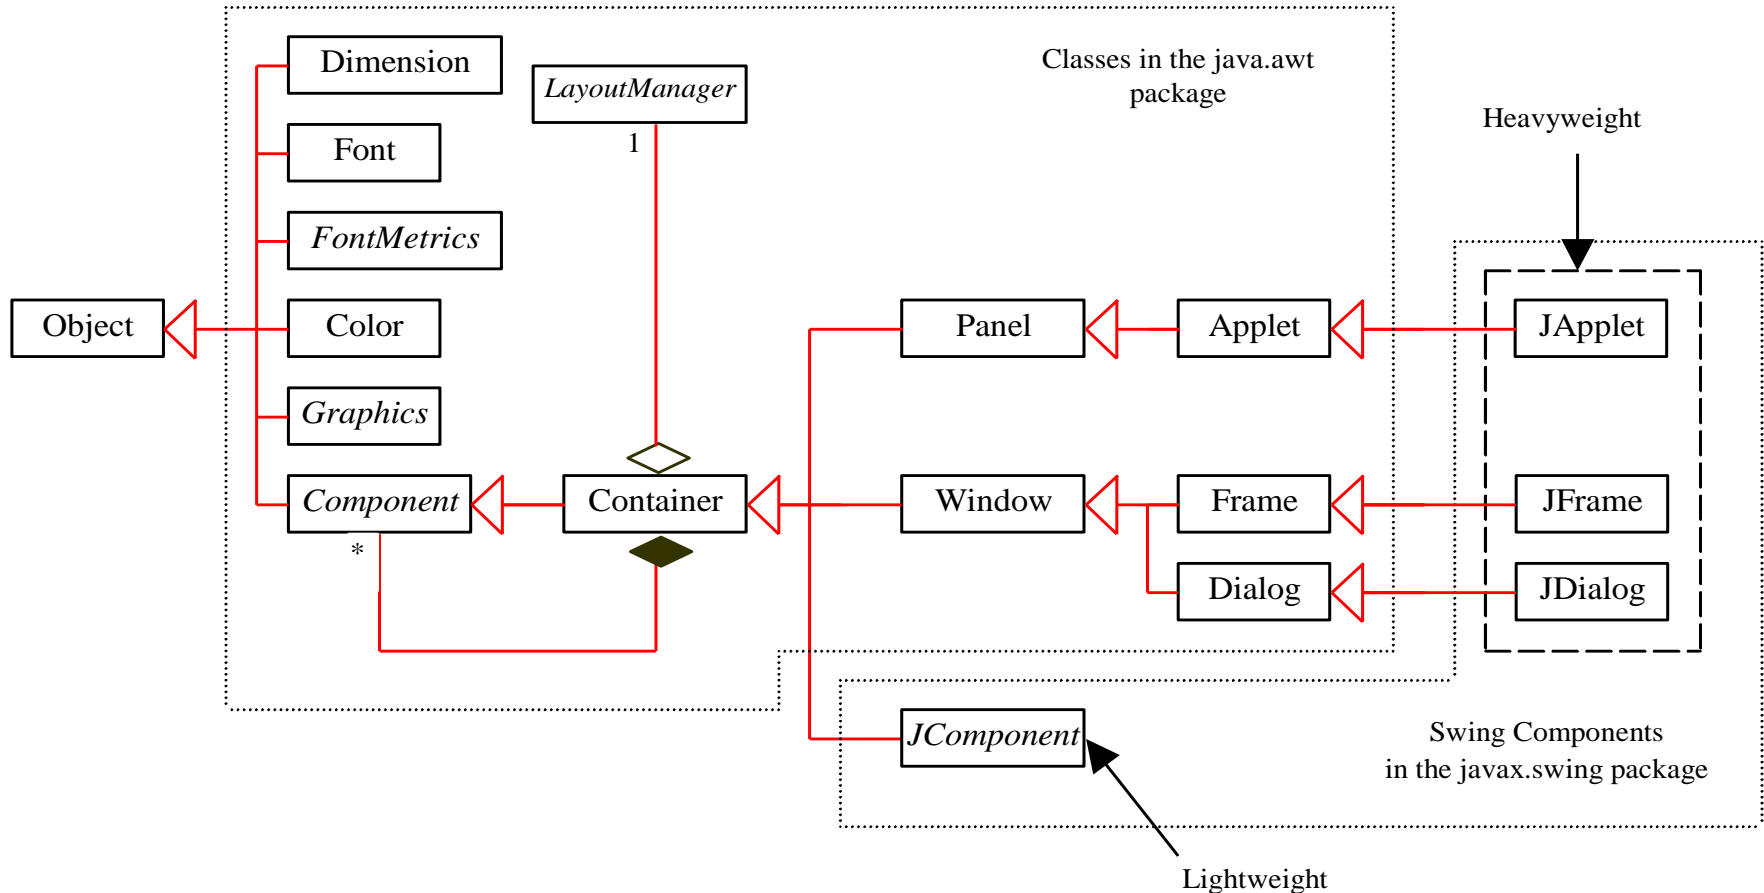 Dimension
LayoutManager
Classes in the java.awt
package
Heavyweight
Font
1
FontMetrics
Object
Color
Panel
Applet
JApplet
Graphics
Component
Container
Window
Frame
JFrame
*
Dialog
JDialog
JComponent
Swing Components
in the javax.swing package
Lightweight